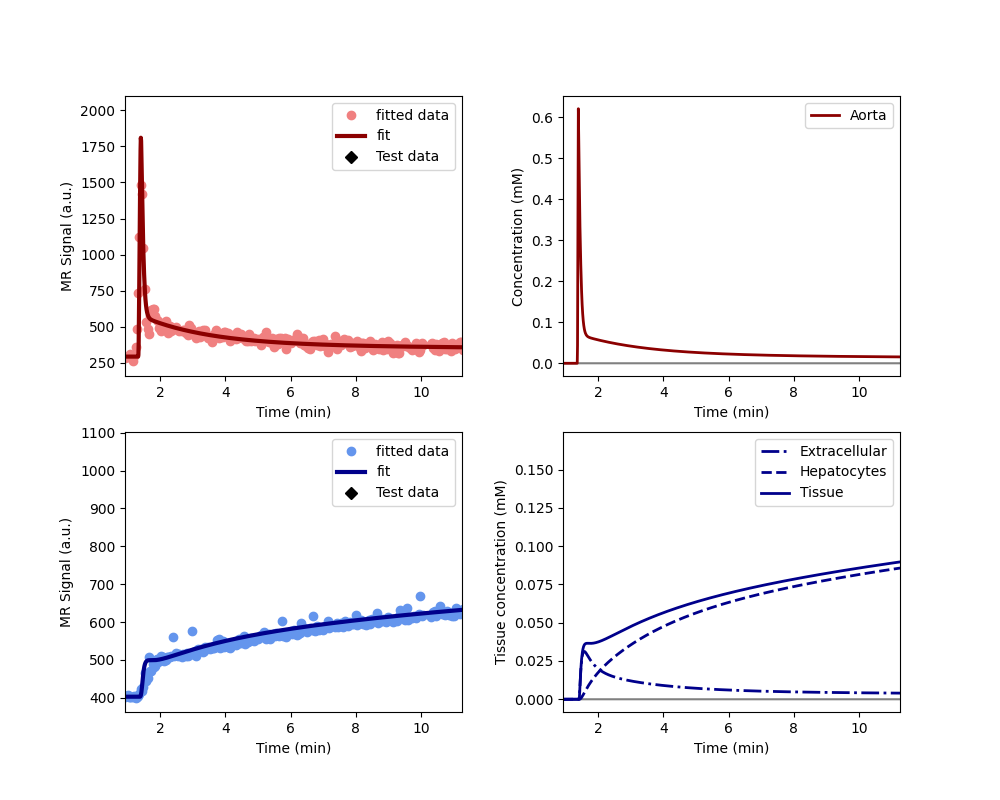 2000
1750
1500
1250
1000
750
500
250
MR Signal (a.u.)
2 4 6 8 10
Time (min)
fitted data
fit
Test data
0.6
0.5
0.4
0.3
0.2
0.1
0.0
Concentration (mM)
2 4 6 8 10
Time (min)
Aorta
1100
1000
900
800
700
600
500
400
MR Signal (a.u.)
2 4 6 8 10
Time (min)
fitted data
fit
Test data
0.150
0.125
0.100
0.075
0.050
0.025
0.000
Tissue concentration (mM)
2 4 6 8 10
Time (min)
Extracellular
Hepatocytes
Tissue